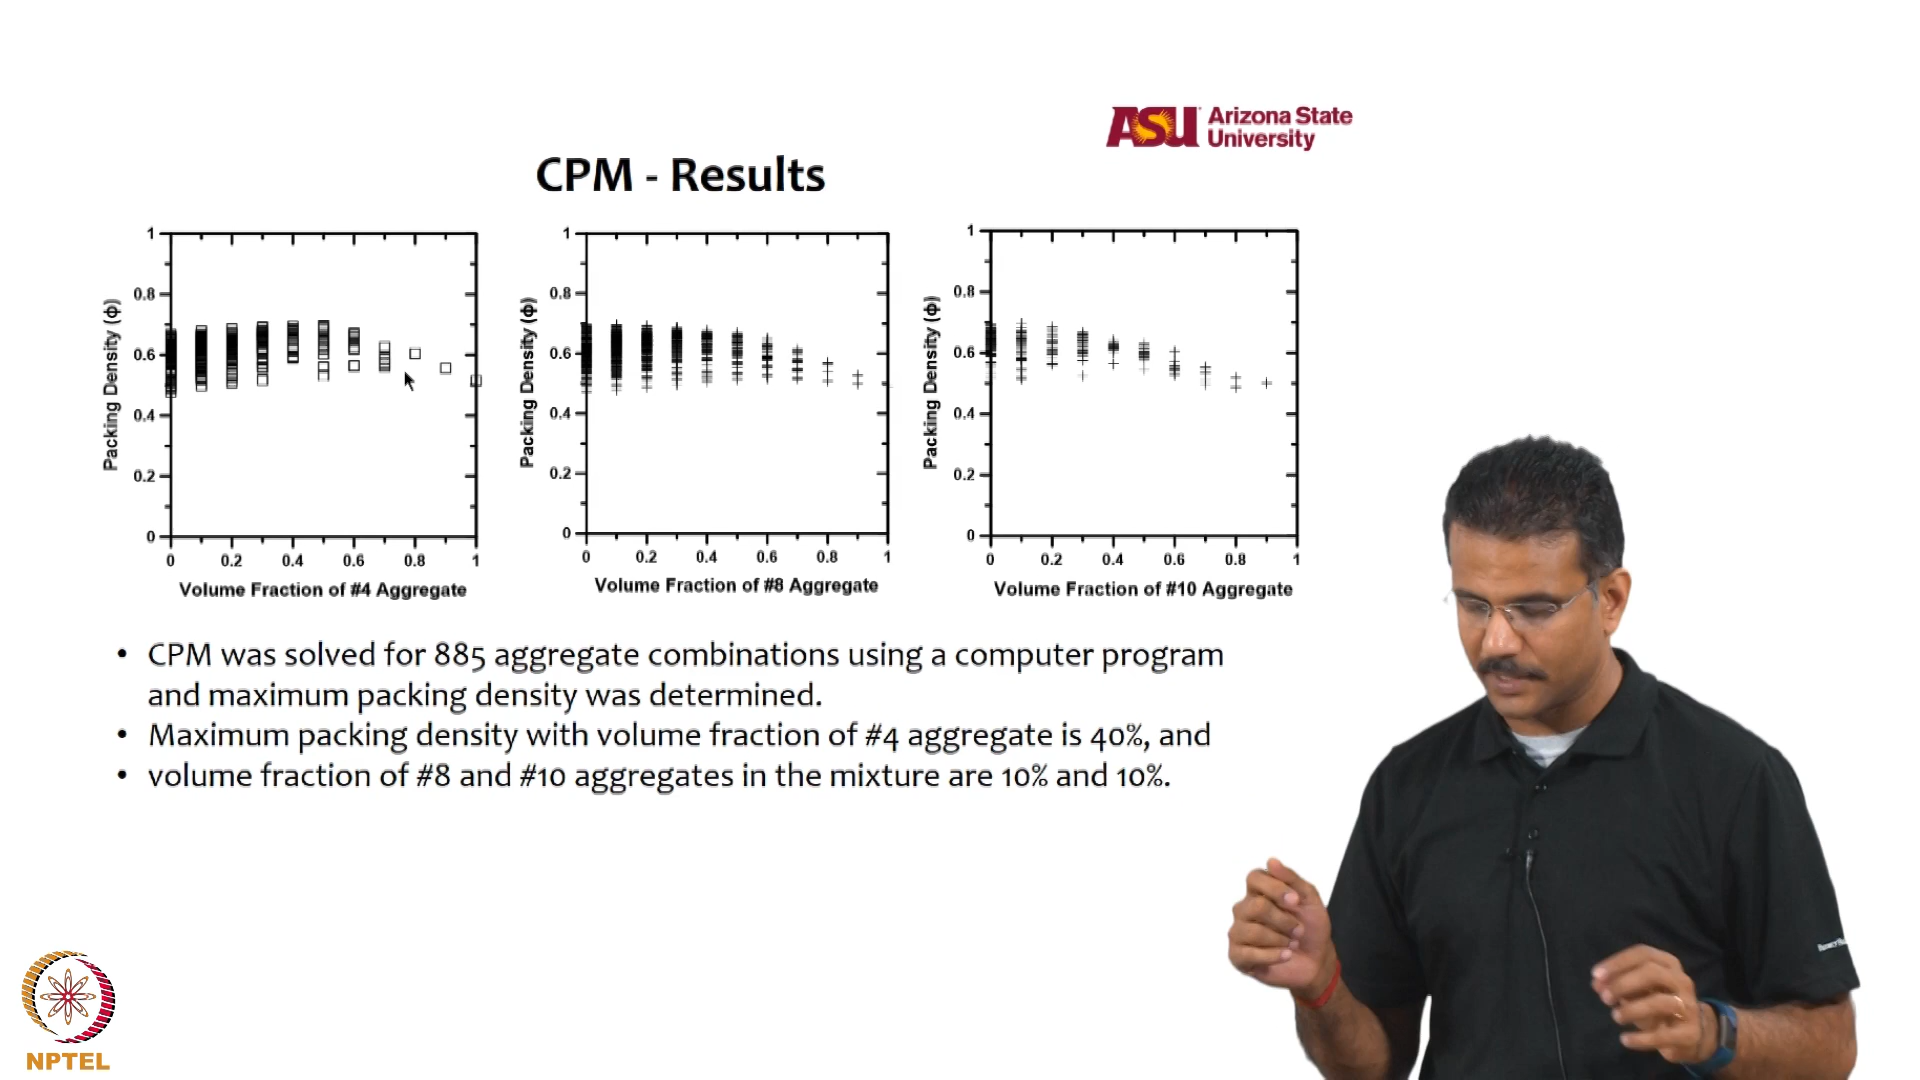 ASU Arizona State
University
CPM - Results
1
0.8
0.6
0.4
0.2
0
Packing Density (ϕ)
0 0.2 0.4 0.6 0.8 1
Volume Fraction of #4 Aggregate
1
0.8
0.6
0.4
0.2
0
Packing Density (ϕ)
0 0.2 0.4 0.6 0.8 1
Volume Fraction of #8 Aggregate
1
0.8
0.6
0.4
0.2
0
Packing Density (ϕ)
0 0.2 0.4 0.6 0.8 1
Volume Fraction of #10 Aggregate
• CPM was solved for 885 aggregate combinations using a computer program
and maximum packing density was determined.
• Maximum packing density with volume fraction of #4 aggregate is 40%, and
• volume fraction of #8 and #10 aggregates in the mixture are 10% and 10%.
NPTEL